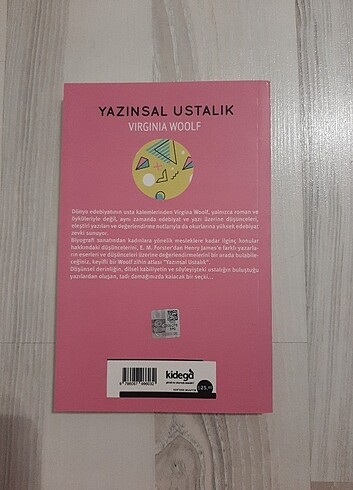 YAZINSAL USTALIK
VIRGINIA WOOLF
Dünya edebiyatının usta kalemlerinden Virgina Woolf, yalnızca roman ve
öyküleriyle değil, aynı zamanda edebiyat ve yazı üzerine düşünceleri,
eleştiri yazıları ve değerlendirme notlarıyla da okurlarına yüksek edebiyat
zevki sunuyor.
Biyografi sanatından kadınlara yönelik mesleklere kadar ilginç konular
hakkındaki düşüncelerini, E. M. Forster'dan Henry James'e farklı yazarla-
rın eserleri ve düşünceleri üzerine değerlendirmelerini bir arada bulabile-
ceğiniz, keyifli bir Woolf zihin atlası "Yazınsal Ustalık".
Düşünsel derinliğin, dilsel kabiliyetin ve söyleyişteki ustalığın buluştuğu
yazılardan oluşan, tadı damağınızda kalacak bir seçki...
kidega